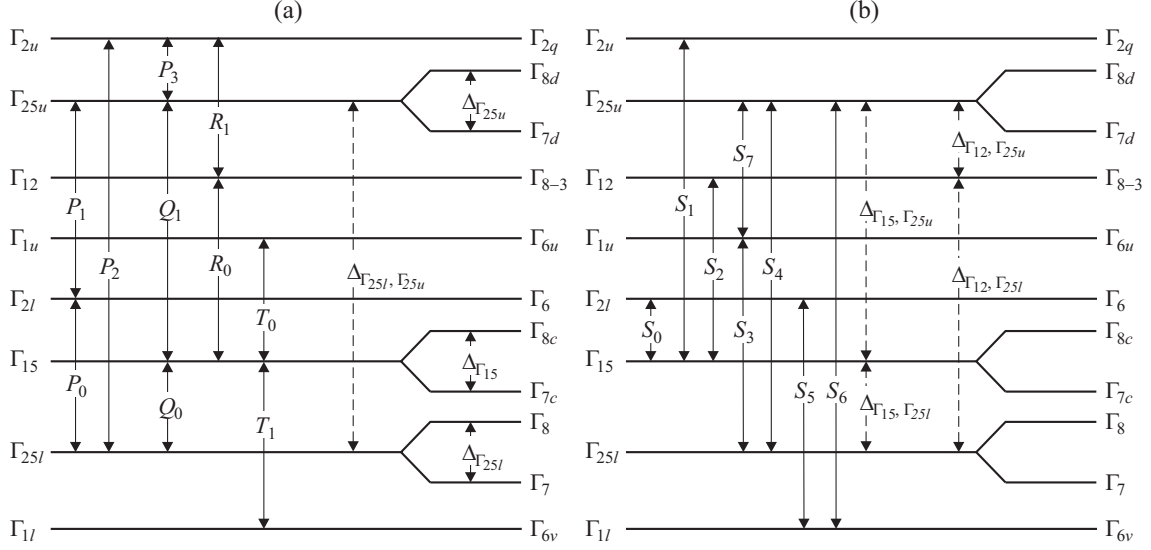 (a)
Γ2u Γ2q
P3
Γ8d
Γ25u ΔΓ25u
Γ7d
R1
Γ12 Γ8−3
P1 Q1
Γ1u Γ6u
P2 R0 ΔΓ25l, Γ25u
Γ2l Γ6
T0
Γ8c
Γ15 ΔΓ15
Γ7c
P0 Q0 T1
Γ8
Γ25l ΔΓ25l
Γ7
Γ1l Γ6v
(b)
Γ2u Γ2q
Γ8d
Γ25u
Γ7d
S7 ΔΓ12, Γ25u
Γ12 Γ8−3
S1 ΔΓ15, Γ25u
Γ1u Γ6u
S2 S4 ΔΓ12, Γ25l
Γ2l Γ6
S0 S3
Γ8c
Γ15
Γ7c
S5 S6 ΔΓ15, Γ25l
Γ8
Γ25l
Γ7
Γ1l Γ6v